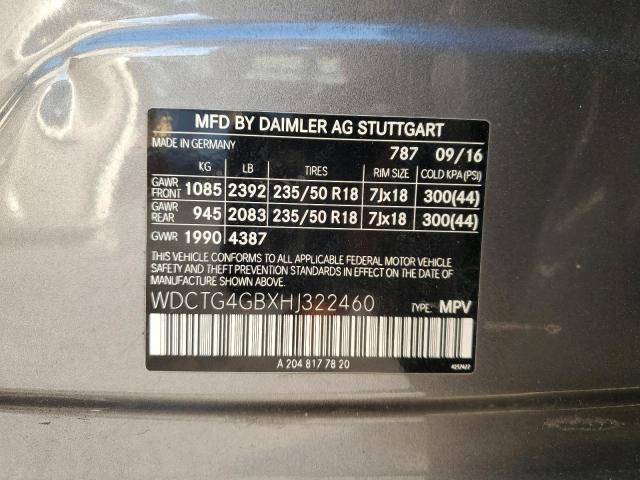 MFD BY DAIMLER AG STUTTGART
MADE IN GERMANY 787 09/16
KG LB TIRES RIM SIZE COLD KPA (PSI)
GAWR FRONT 1085 2392 235/50 R18 7Jx18 300(44)
GAWR REAR 945 2083 235/50 R18 7Jx18 300(44)
GVWR 1990 4387
THIS VEHICLE CONFORMS TO ALL APPLICABLE FEDERAL MOTOR VEHICLE
SAFETY AND THEFT PREVENTION STANDARDS IN EFFECT ON THE DATE
OF MANUFACTURE SHOWN ABOVE.
WDCTG4GBXHJ322460 TYPE: MPV
A 204 817 78 20